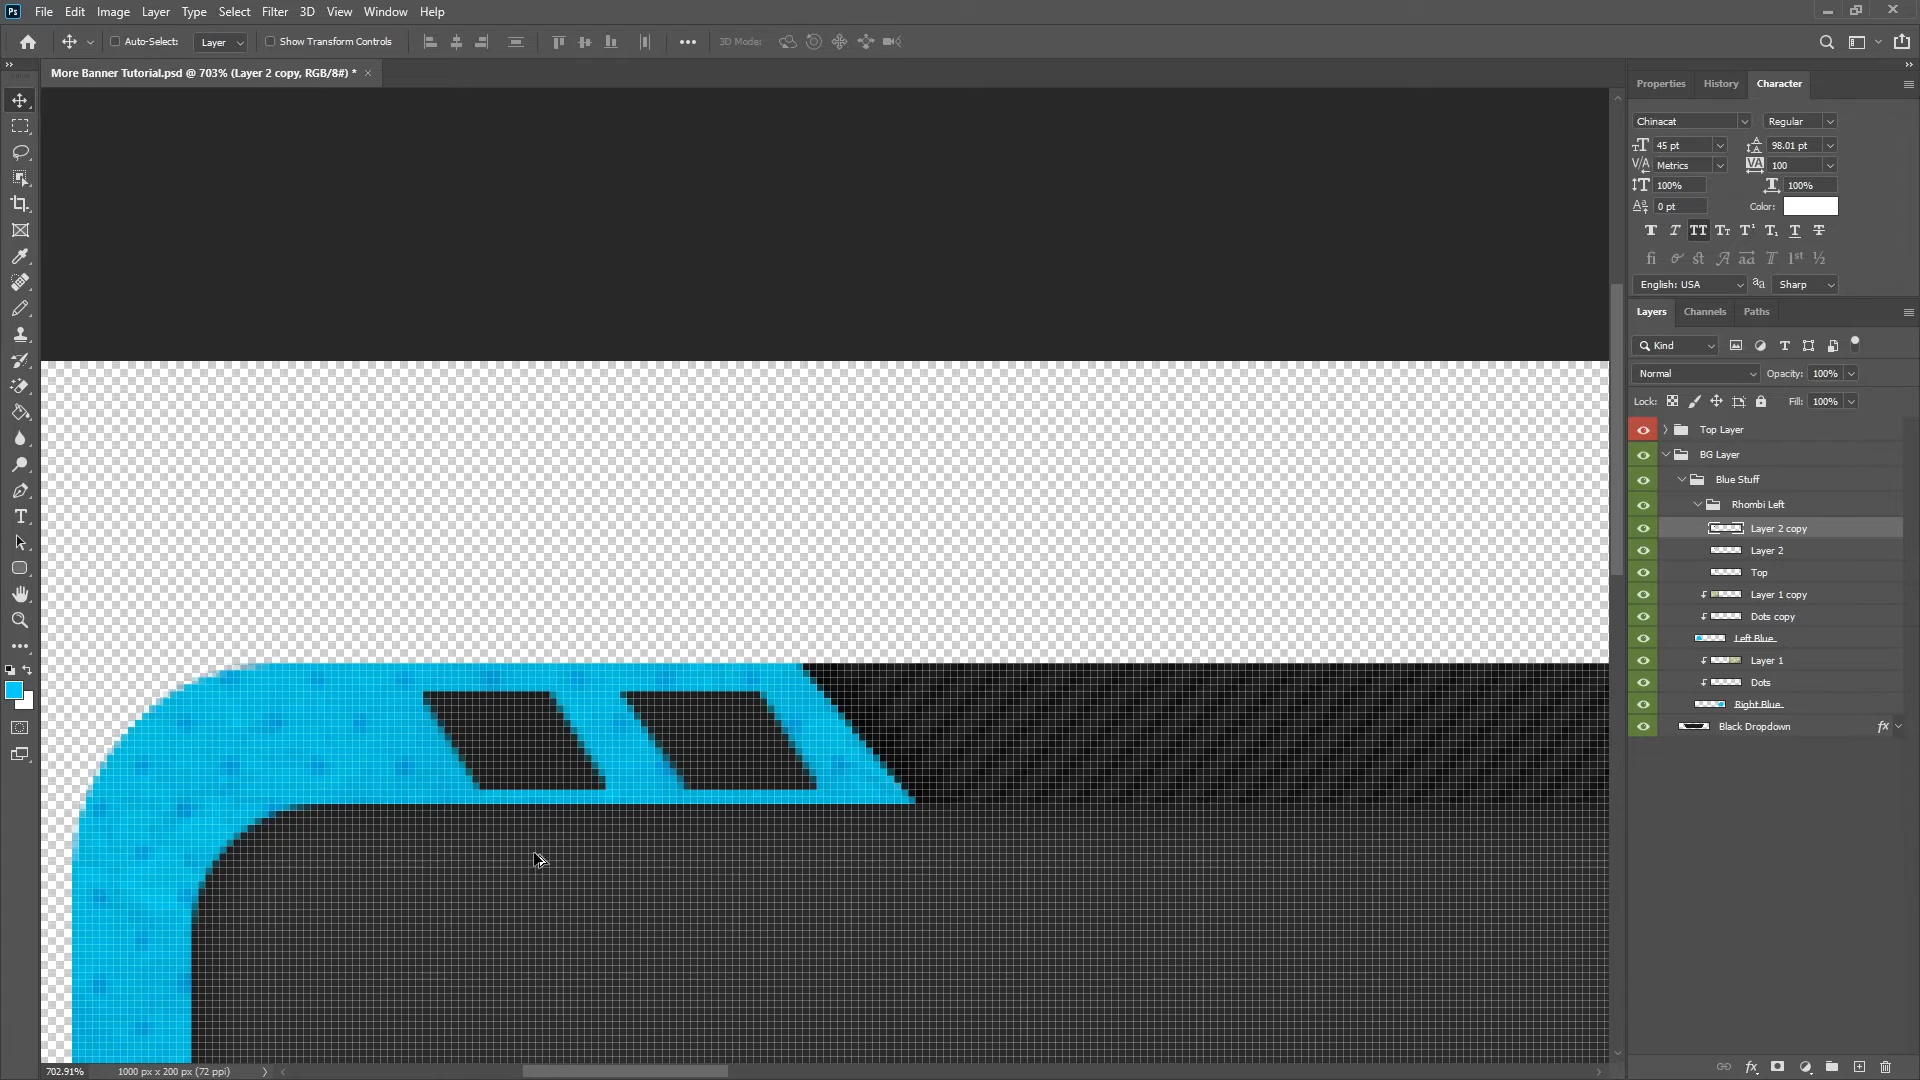 Ps File Edit Image Layer Type Select Filter 3D View Window Help
Auto-Select: Layer Show Transform Controls 3D Mode:
More Banner Tutorial.psd @ 703% (Layer 2 copy, RGB/8#) *
Properties History Character
Chinacat Regular
45 pt 98.01 pt
Metrics 100
100% 100%
0 pt Color:
English: USA Sharp
Layers Channels Paths
Kind
Normal Opacity: 100%
Lock: Fill: 100%
Top Layer
BG Layer
Blue Stuff
Rhombi Left
Layer 2 copy
Layer 2
Top
Layer 1 copy
Dots copy
Left Blue
Layer 1
Dots
Right Blue
Black Dropdown fx
702.91% 1000 px x 200 px (72 ppi)